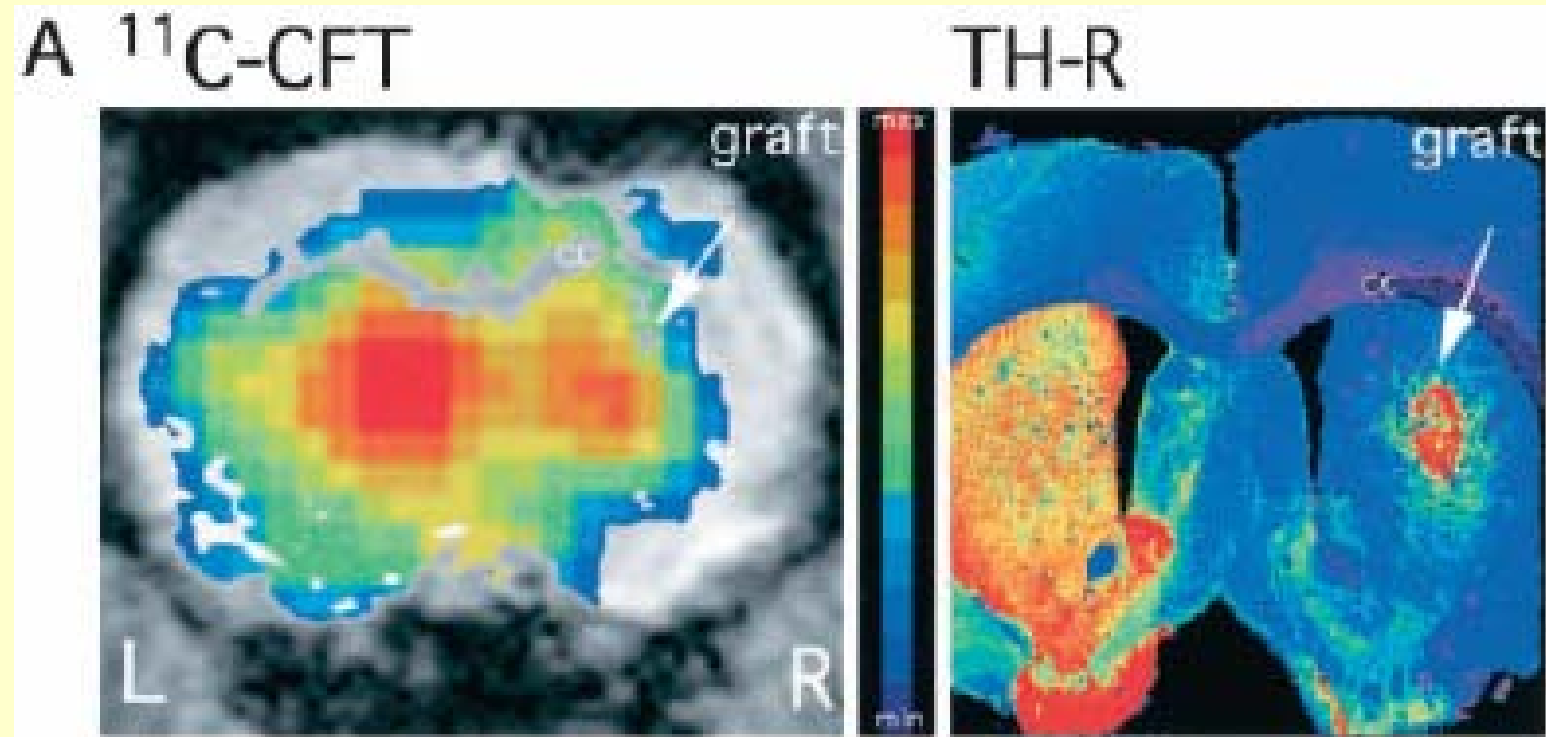 A ¹¹C-CFT
TH-R
graft
max
graft
cc
cc
L
R
min